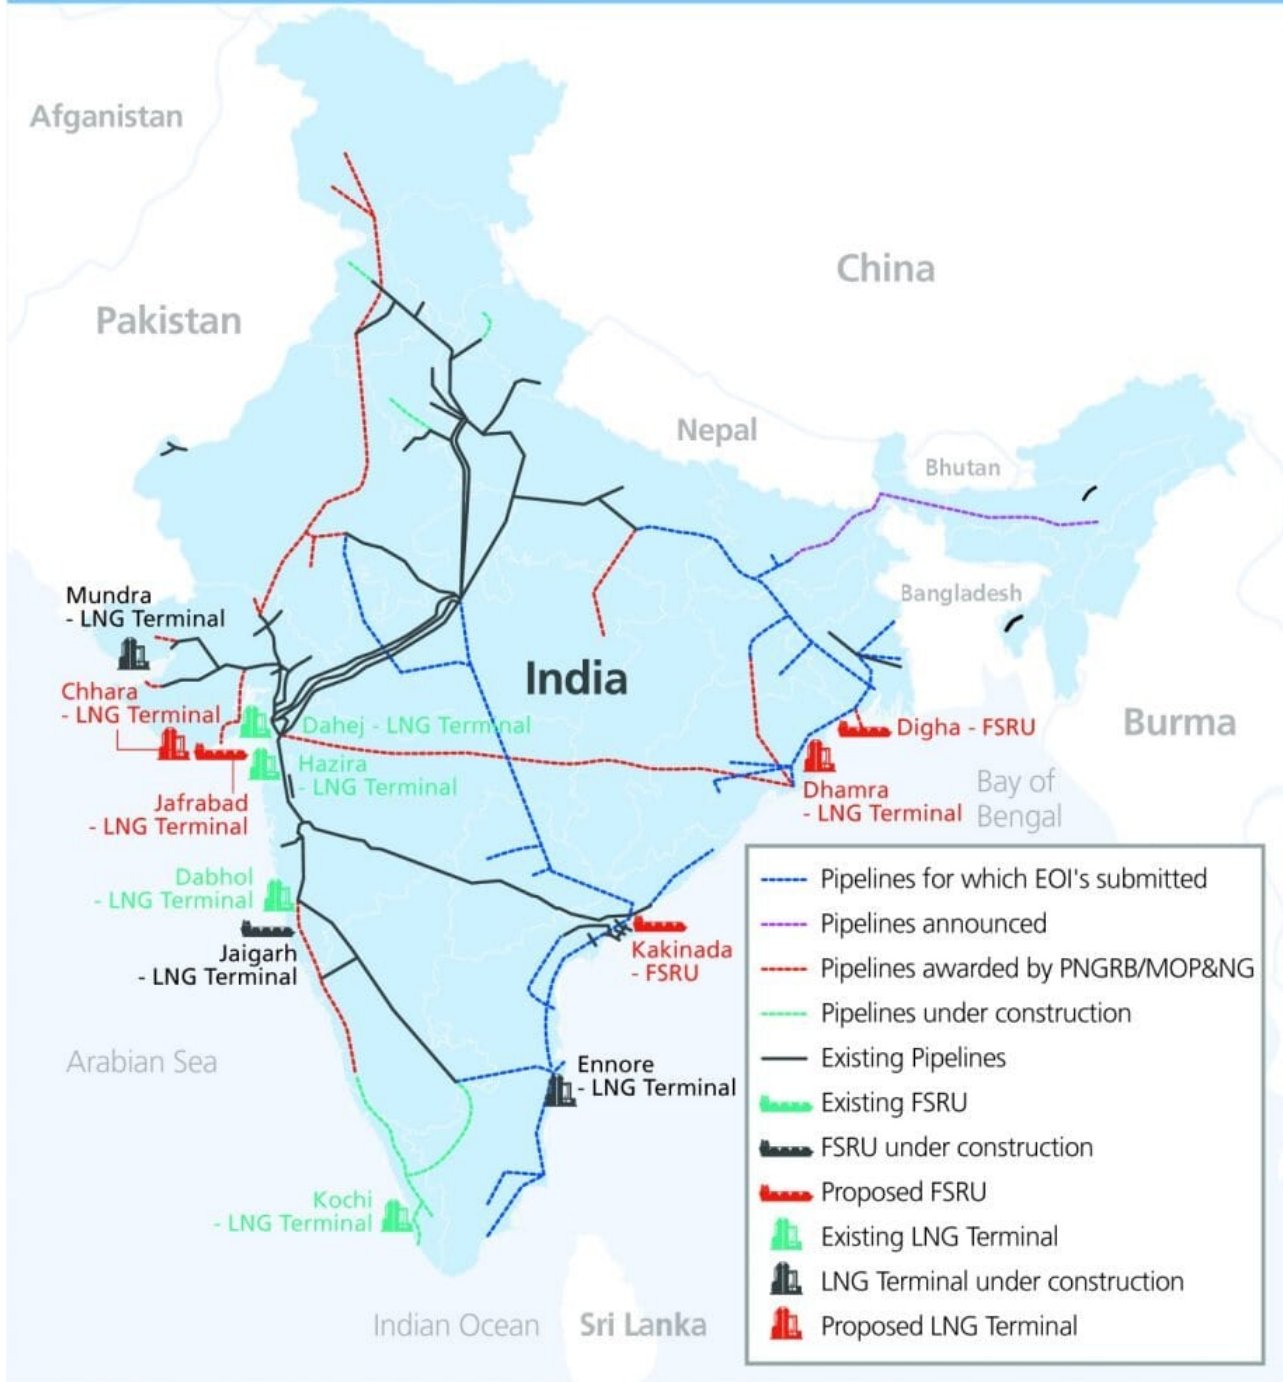 Afganistan
China
Pakistan
Nepal
Bhutan
Bangladesh
Mundra
- LNG Terminal
India
Chhara
- LNG Terminal
Dahej - LNG Terminal
Digha - FSRU
Burma
Hazira
- LNG Terminal
Jafrabad
- LNG Terminal
Dhamra
- LNG Terminal
Bay of
Bengal
Dabhol
- LNG Terminal
Jaigarh
- LNG Terminal
Kakinada
- FSRU
Arabian Sea
Ennore
- LNG Terminal
Kochi
- LNG Terminal
Indian Ocean
Sri Lanka
Pipelines for which EOI's submitted
Pipelines announced
Pipelines awarded by PNGRB/MOP&NG
Pipelines under construction
Existing Pipelines
Existing FSRU
FSRU under construction
Proposed FSRU
Existing LNG Terminal
LNG Terminal under construction
Proposed LNG Terminal